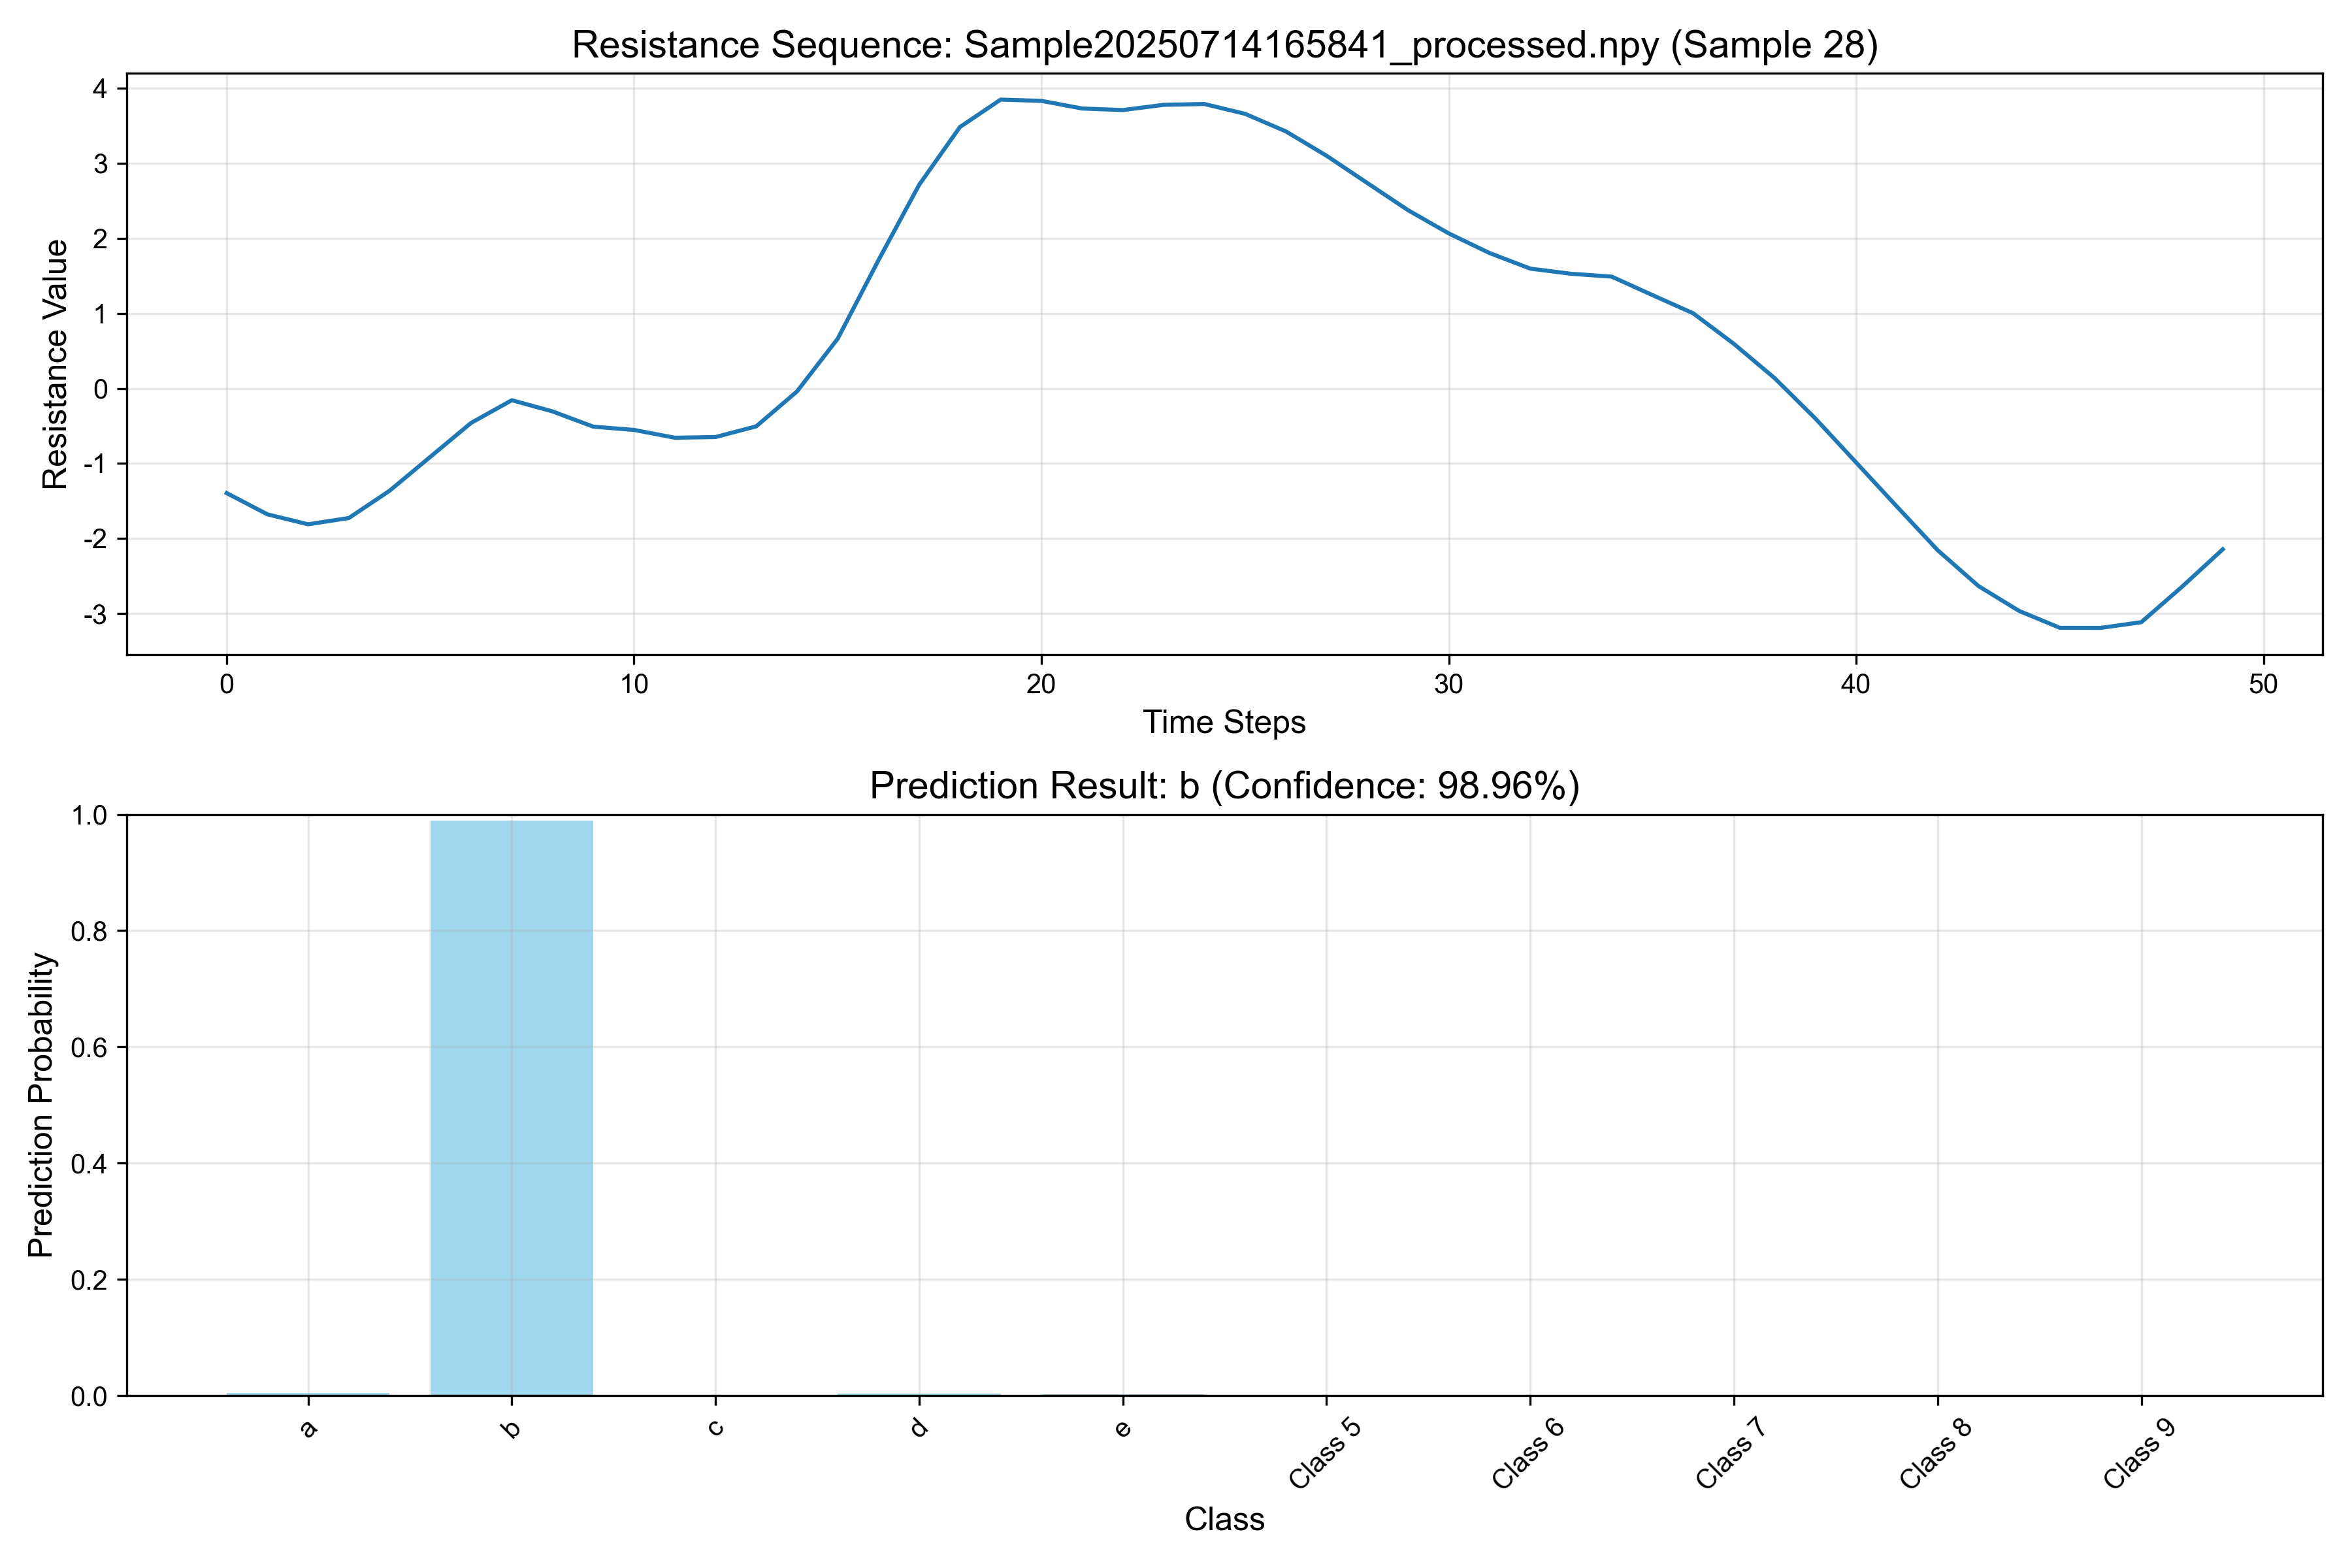 Resistance Sequence: Sample20250714165841_processed.npy (Sample 28)
4
3
2
1
0
-1
-2
-3
Resistance Value
0 10 20 30 40 50
Time Steps
Prediction Result: b (Confidence: 98.96%)
1.0
0.8
0.6
0.4
0.2
0.0
Prediction Probability
a b c d e Class 5 Class 6 Class 7 Class 8 Class 9
Class